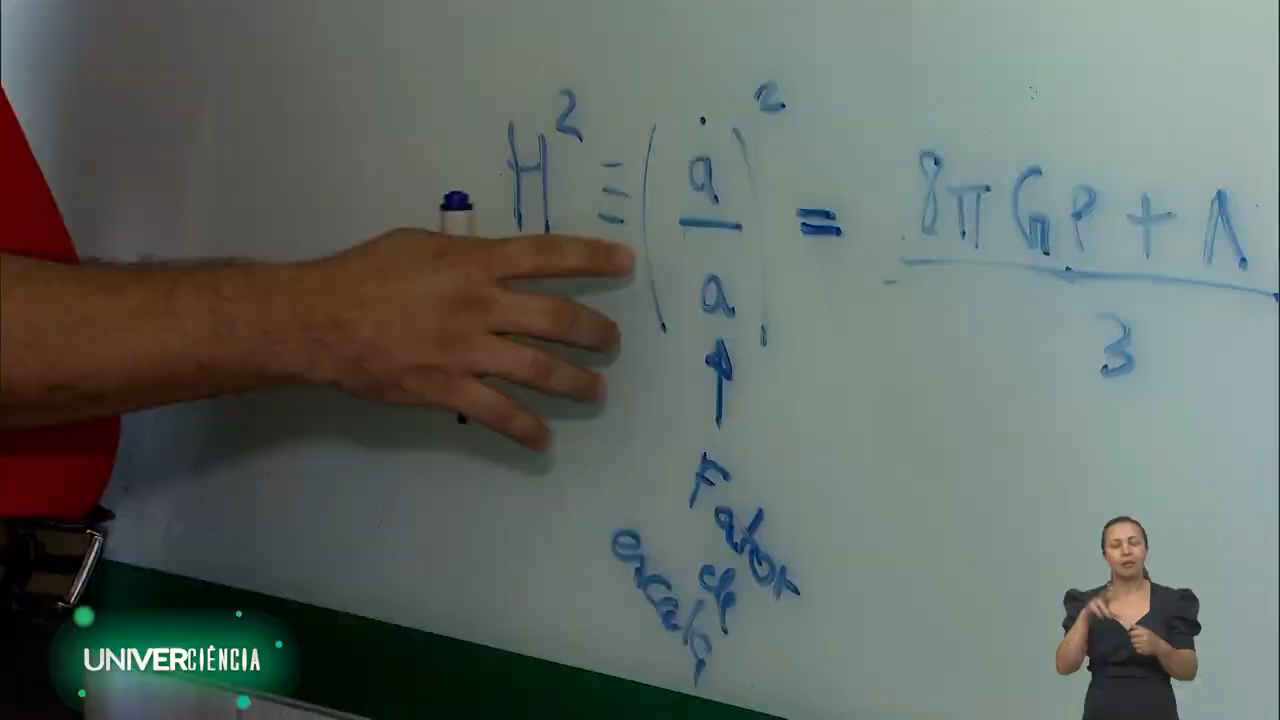 H² ≡ (ȧ/a)² = (8πGρ + Λ)/3
Fator
de
escala
UNIVERCIÊNCIA